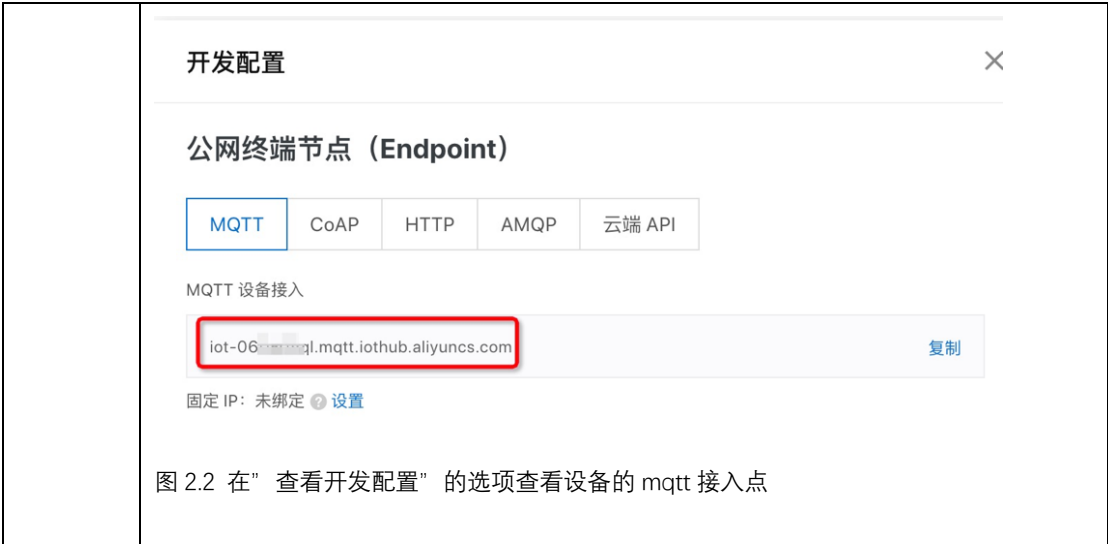 开发配置
公网终端节点（Endpoint）
MQTT CoAP HTTP AMQP 云端 API
MQTT 设备接入
iot-06 ql.mqtt.iothub.aliyuncs.com 复制
固定 IP：未绑定 ? 设置
图 2.2 在”查看开发配置”的选项查看设备的 mqtt 接入点